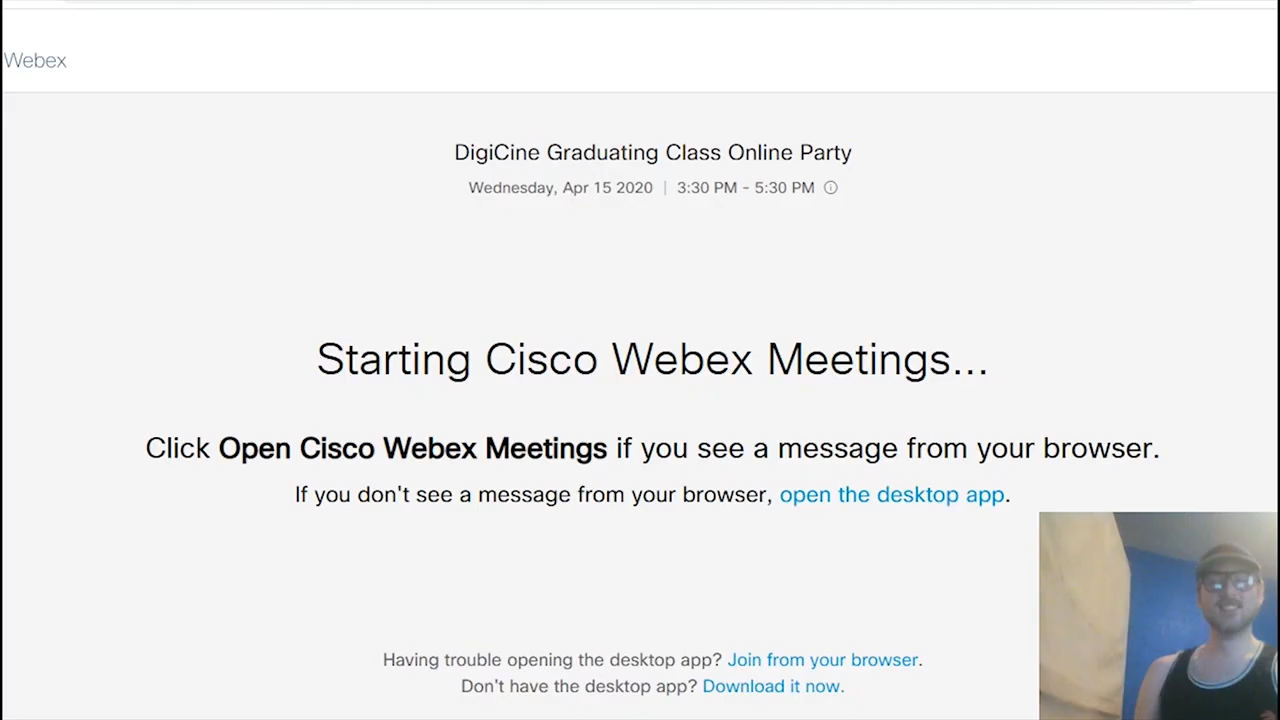 Webex
DigiCine Graduating Class Online Party
Wednesday, Apr 15 2020 | 3:30 PM - 5:30 PM
Starting Cisco Webex Meetings...
Click Open Cisco Webex Meetings if you see a message from your browser.
If you don't see a message from your browser, open the desktop app.
Having trouble opening the desktop app? Join from your browser.
Don't have the desktop app? Download it now.